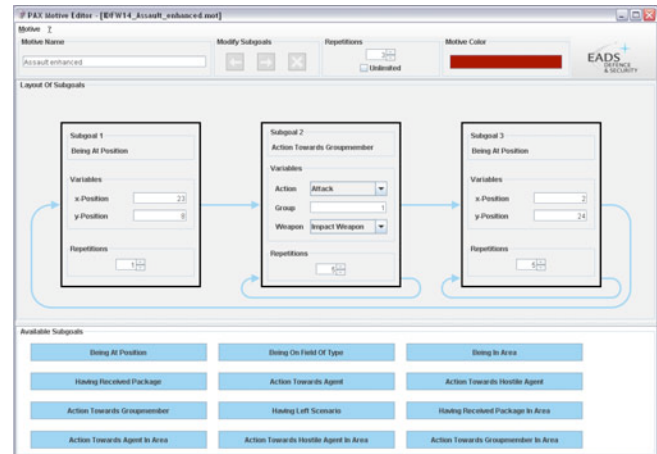 PAX Motive Editor - [IDFW14_Assault_enhanced.mot]
Motive ?
Motive Name
Modify Subgoals
Repetitions
Motive Color
Assault enhanced
Unlimited
EADS
DEFENCE
& SECURITY
Layout Of Subgoals
Subgoal 1
Being At Position
Variables
x-Position 23
y-Position 8
Repetitions
1
Subgoal 2
Action Towards Groupmember
Variables
Action Attack
Group 1
Weapon Impact Weapon
Repetitions
5
Subgoal 3
Being At Position
Variables
x-Position 2
y-Position 24
Repetitions
5
Available Subgoals
Being At Position
Being On Field Of Type
Being In Area
Having Received Package
Action Towards Agent
Action Towards Hostile Agent
Action Towards Groupmember
Having Left Scenario
Having Received Package In Area
Action Towards Agent In Area
Action Towards Hostile Agent In Area
Action Towards Groupmember In Area